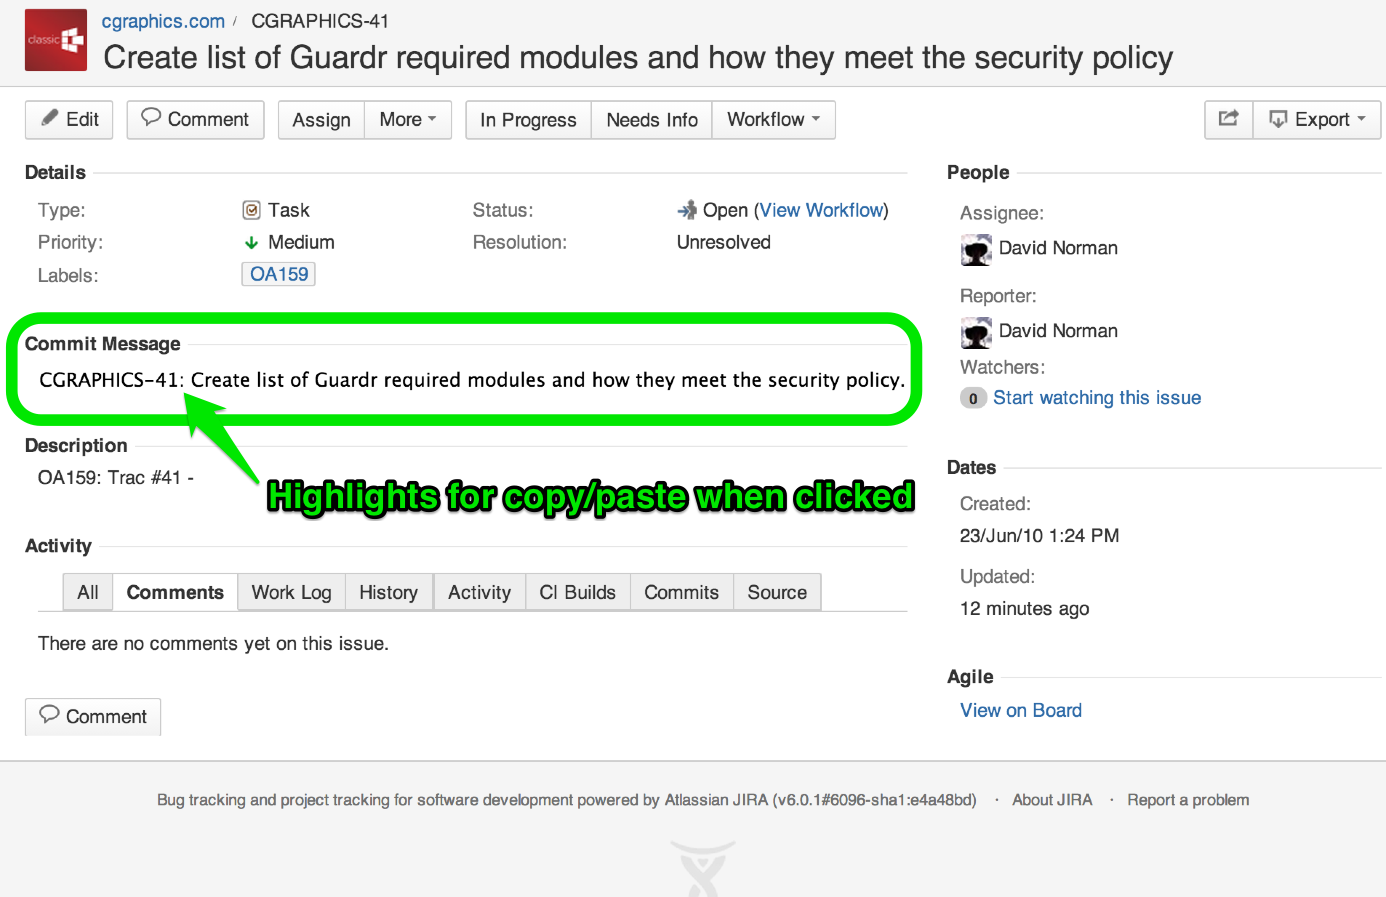 classic
cgraphics.com / CGRAPHICS-41
Create list of Guardr required modules and how they meet the security policy
Edit Comment Assign More In Progress Needs Info Workflow Export
Details
Type: Task Status: Open (View Workflow)
Priority: Medium Resolution: Unresolved
Labels: OA159
Commit Message
CGRAPHICS-41: Create list of Guardr required modules and how they meet the security policy.
Description
OA159: Trac #41 -
Highlights for copy/paste when clicked
Activity
All Comments Work Log History Activity CI Builds Commits Source
There are no comments yet on this issue.
Comment
People
Assignee:
David Norman
Reporter:
David Norman
Watchers:
0 Start watching this issue
Dates
Created:
23/Jun/10 1:24 PM
Updated:
12 minutes ago
Agile
View on Board
Bug tracking and project tracking for software development powered by Atlassian JIRA (v6.0.1#6096-sha1:e4a48bd) · About JIRA · Report a problem